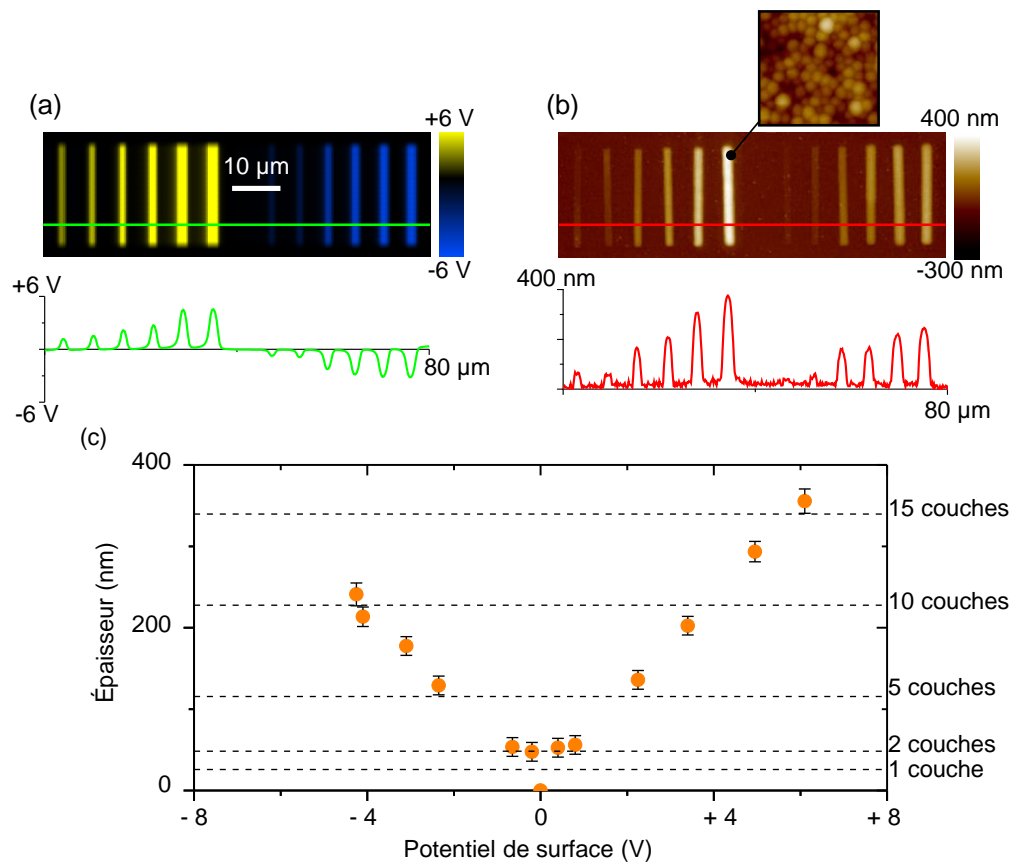 (a)
+6 V
10 µm
-6 V
+6 V
80 µm
-6 V
(b)
400 nm
-300 nm
400 nm
80 µm
(c)
400
200
0
Épaisseur (nm)
15 couches
10 couches
5 couches
2 couches
1 couche
- 8
- 4
0
+ 4
+ 8
Potentiel de surface (V)